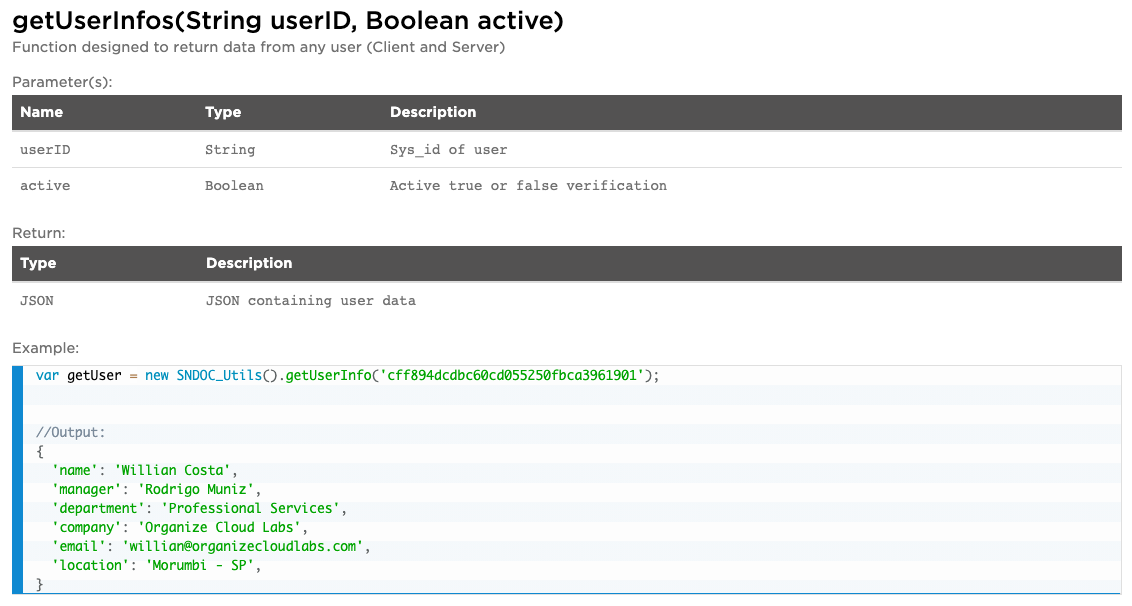 getUserInfos(String userID, Boolean active)
Function designed to return data from any user (Client and Server)
Parameter(s):
Name Type Description
userID String Sys_id of user
active Boolean Active true or false verification
Return:
Type Description
JSON JSON containing user data
Example:
var getUser = new SNDOC_Utils().getUserInfo('cff894dcdbc60cd055250fbca3961901');
//Output:
{
'name': 'Willian Costa',
'manager': 'Rodrigo Muniz',
'department': 'Professional Services',
'company': 'Organize Cloud Labs',
'email': 'willian@organizecloudlabs.com',
'location': 'Morumbi - SP',
}